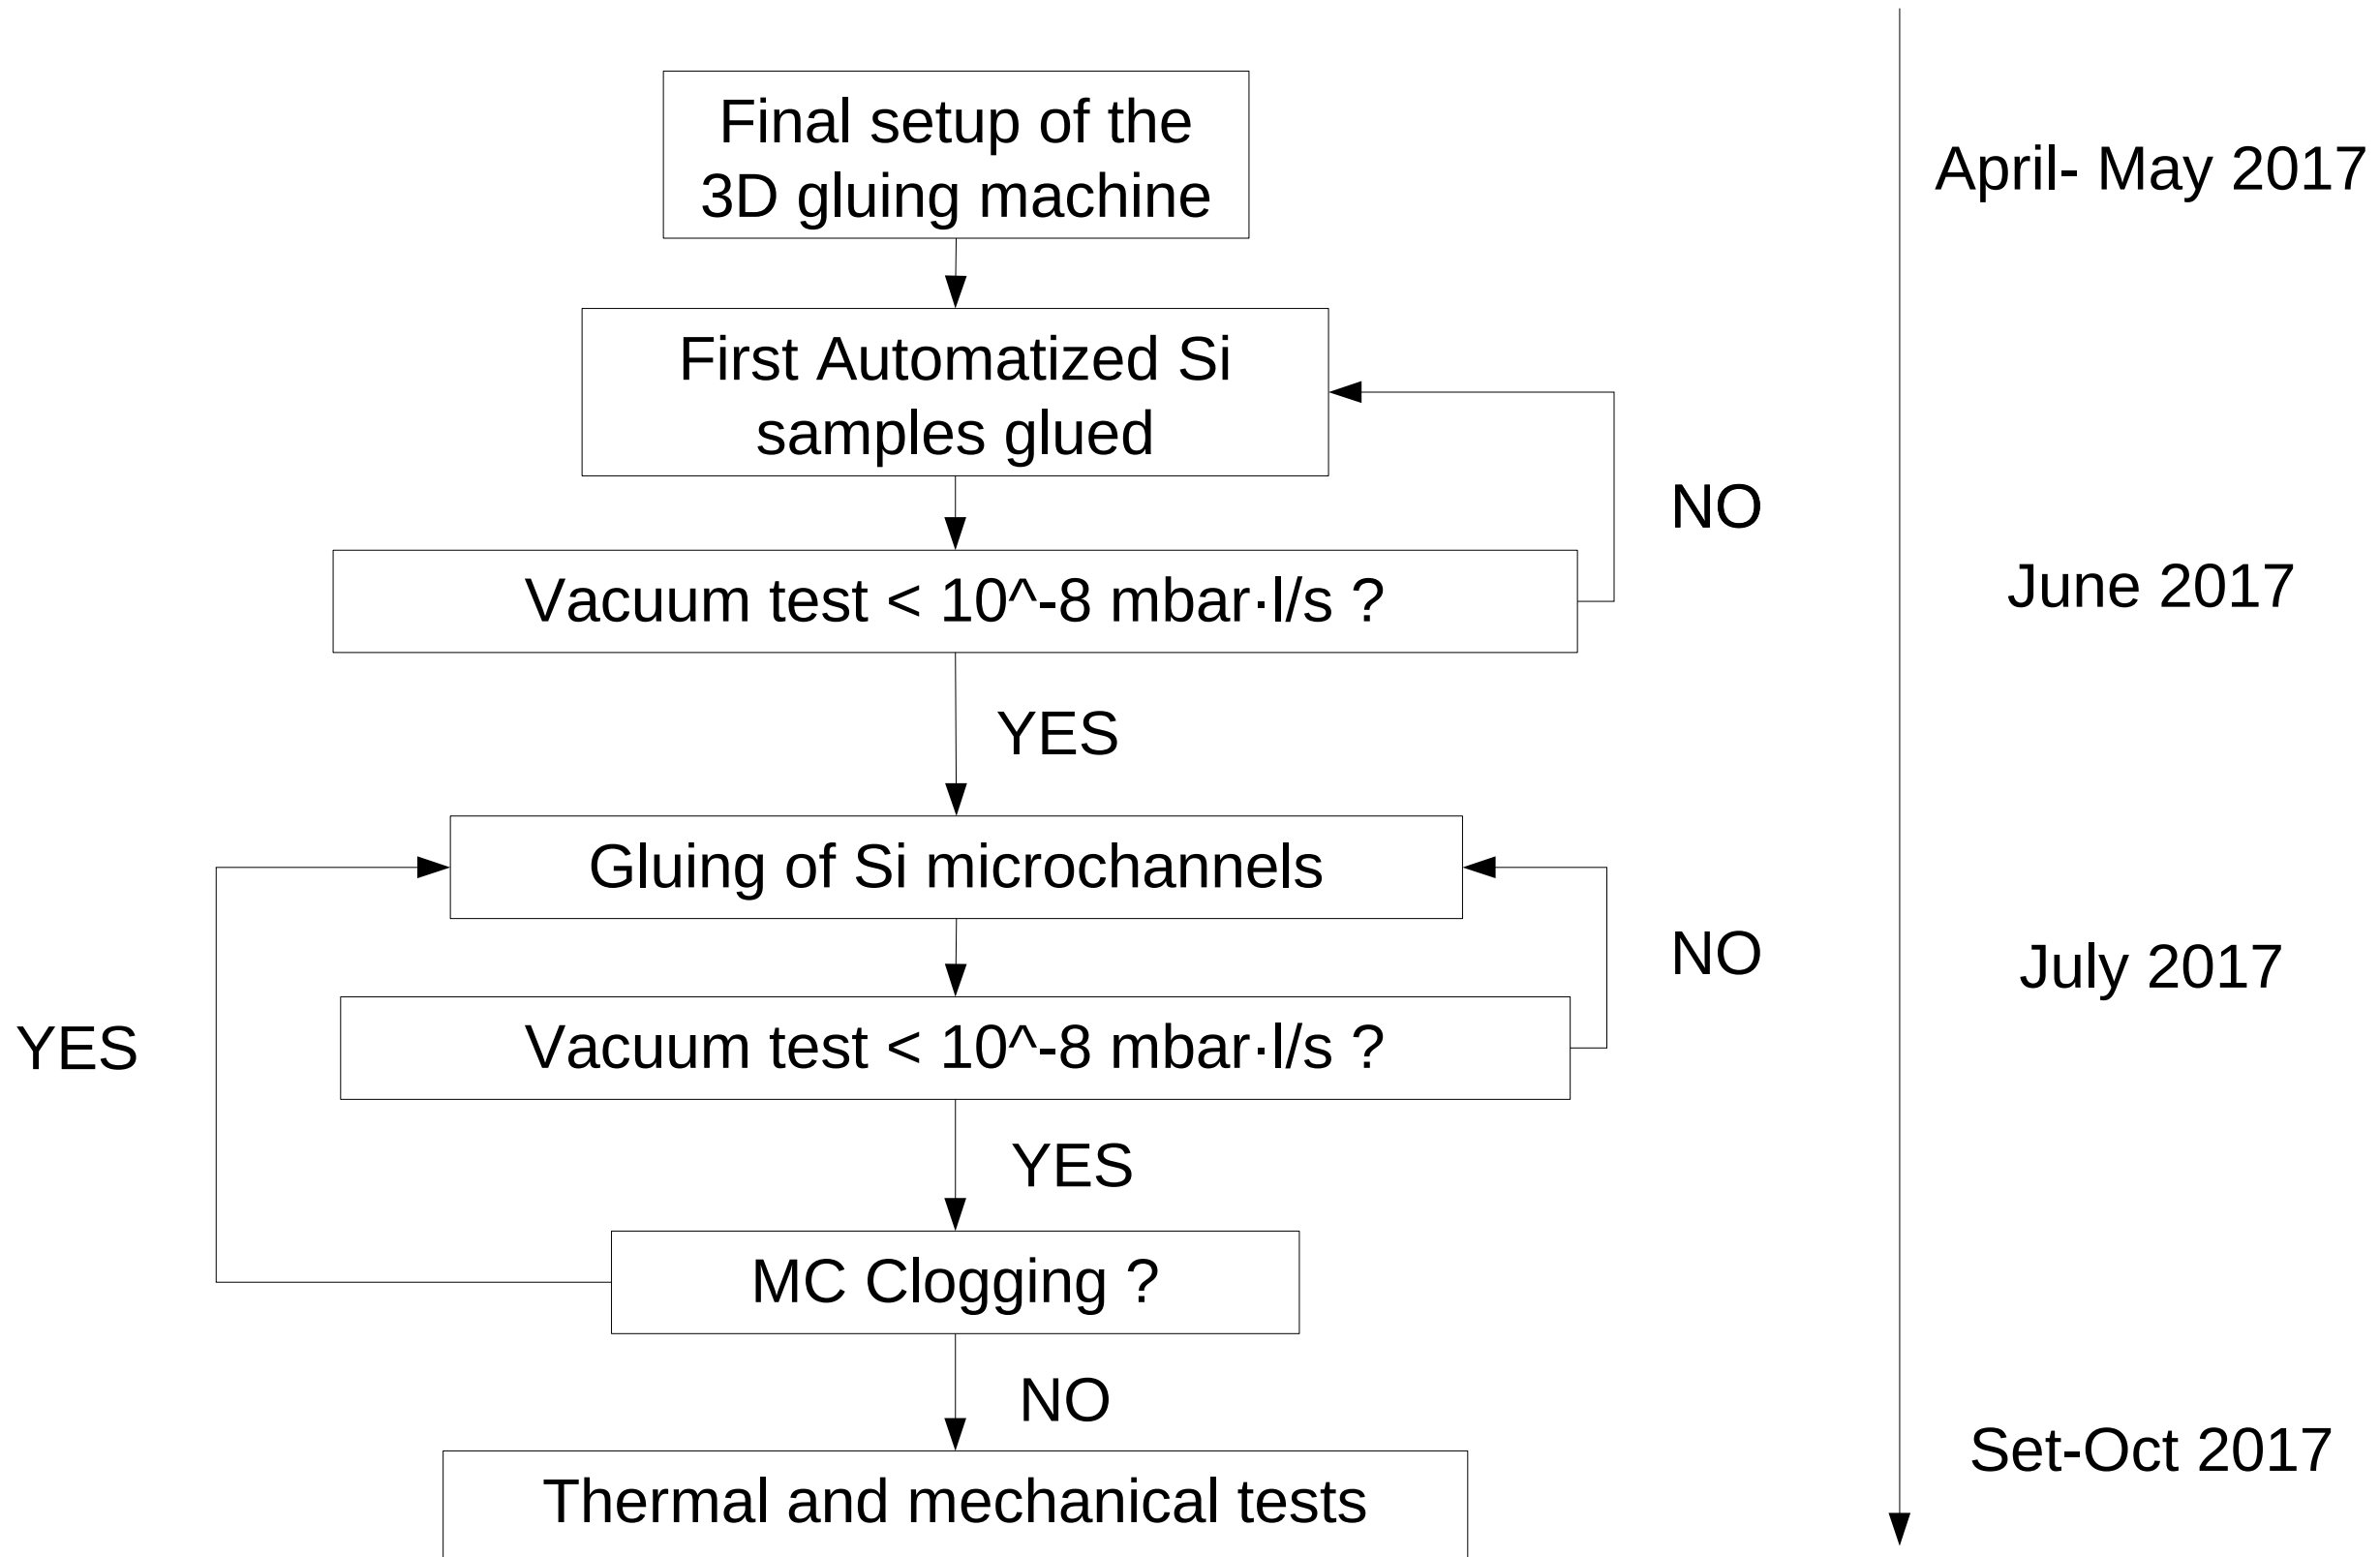 Final setup of the
3D gluing machine
April- May 2017
First Automatized Si
samples glued
NO
Vacuum test < 10^-8 mbar·l/s ?
June 2017
YES
Gluing of Si microchannels
NO
July 2017
Vacuum test < 10^-8 mbar·l/s ?
YES
YES
MC Clogging ?
NO
Set-Oct 2017
Thermal and mechanical tests